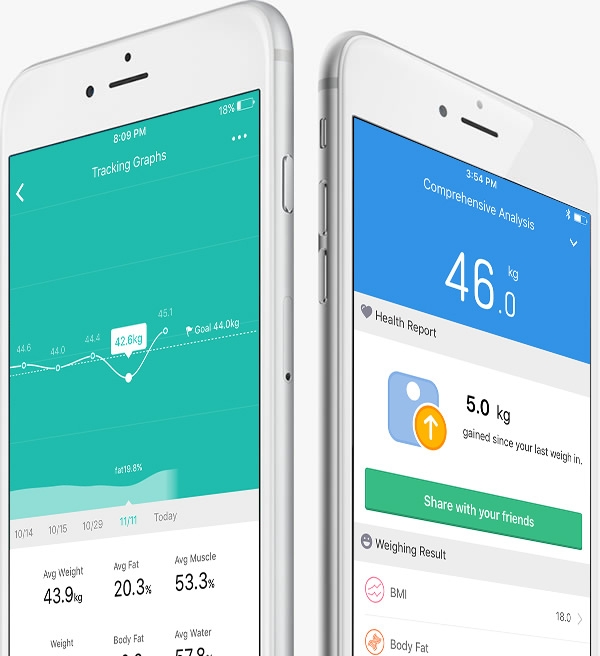 18%
8:09 PM
Tracking Graphs
44.6
44.0
44.4
42.6kg
45.1
Goal 44.0kg
fat19.8%
10/14
10/15
10/29
11/11
Today
Avg Weight
43.9kg
Avg Fat
20.3%
Avg Muscle
53.3%
Weight
Body Fat
Avg Water
3:54 PM
Comprehensive Analysis
46.0 kg
Health Report
5.0 kg
gained since your last weigh in.
Share with your friends
Weighing Result
BMI
18.0
Body Fat